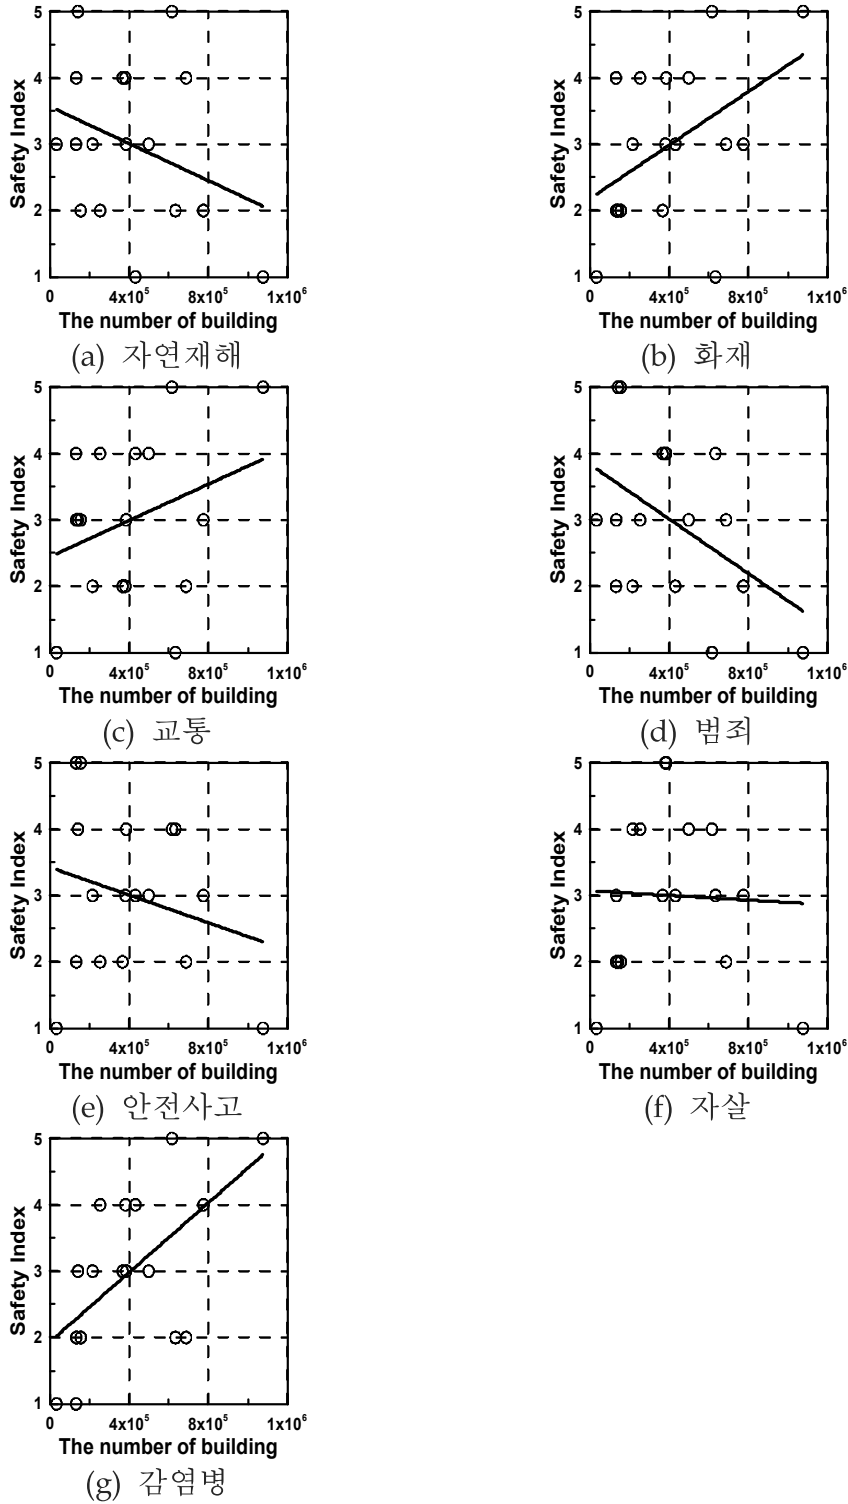 5
4
3
2
1
Safety Index
0 4x10⁵ 8x10⁵ 1x10⁶
The number of building
(a) 자연재해
5
4
3
2
1
Safety Index
0 4x10⁵ 8x10⁵ 1x10⁶
The number of building
(b) 화재
5
4
3
2
1
Safety Index
0 4x10⁵ 8x10⁵ 1x10⁶
The number of building
(c) 교통
5
4
3
2
1
Safety Index
0 4x10⁵ 8x10⁵ 1x10⁶
The number of building
(d) 범죄
5
4
3
2
1
Safety Index
0 4x10⁵ 8x10⁵ 1x10⁶
The number of building
(e) 안전사고
5
4
3
2
1
Safety Index
0 4x10⁵ 8x10⁵ 1x10⁶
The number of building
(f) 자살
5
4
3
2
1
Safety Index
0 4x10⁵ 8x10⁵ 1x10⁶
The number of building
(g) 감염병